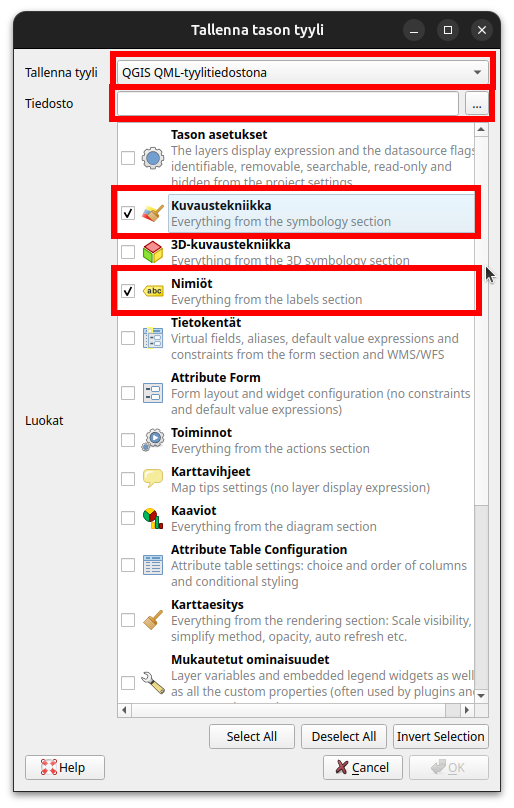 Tallenna tason tyyli
Tallenna tyyli
QGIS QML-tyylitiedostona
Tiedosto
...
Tason asetukset
The layers display expression and the datasource flags:
identifiable, removable, searchable, read-only and
hidden from the project settings
Kuvaustekniikka
Everything from the symbology section
3D-kuvaustekniikka
Everything from the 3D symbology section
abc
Nimiöt
Everything from the labels section
Tietokentät
Virtual fields, aliases, default value expressions and
constraints from the form section and WMS/WFS
Attribute Form
Form layout and widget configuration (no constraints
and default value expressions)
Luokat
Toiminnot
Everything from the actions section
Karttavihjeet
Map tips settings (no layer display expression)
Kaaviot
Everything from the diagram section
Attribute Table Configuration
Attribute table settings: choice and order of columns
and conditional styling
Karttaesitys
Everything from the rendering section: Scale visibility,
simplify method, opacity, auto refresh etc.
Mukautetut ominaisuudet
Layer variables and embedded legend widgets as well
as all the custom properties (often used by plugins and
Select All
Deselect All
Invert Selection
Help
Cancel
OK